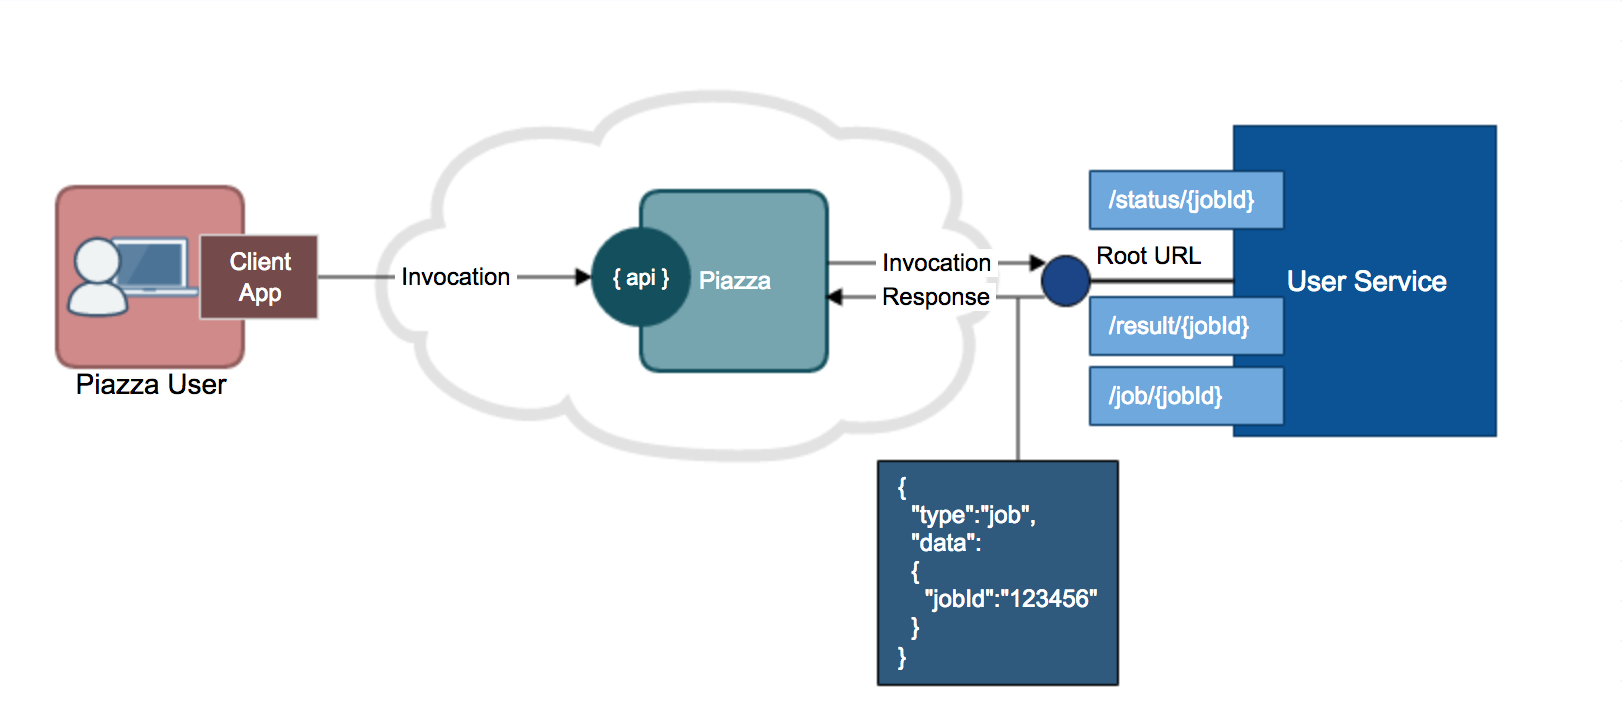 Client
App
Piazza User
Invocation
{ api }
Piazza
Invocation
Response
Root URL
/status/{jobId}
/result/{jobId}
/job/{jobId}
User Service
{
"type":"job",
"data":
{
"jobId":"123456"
}
}